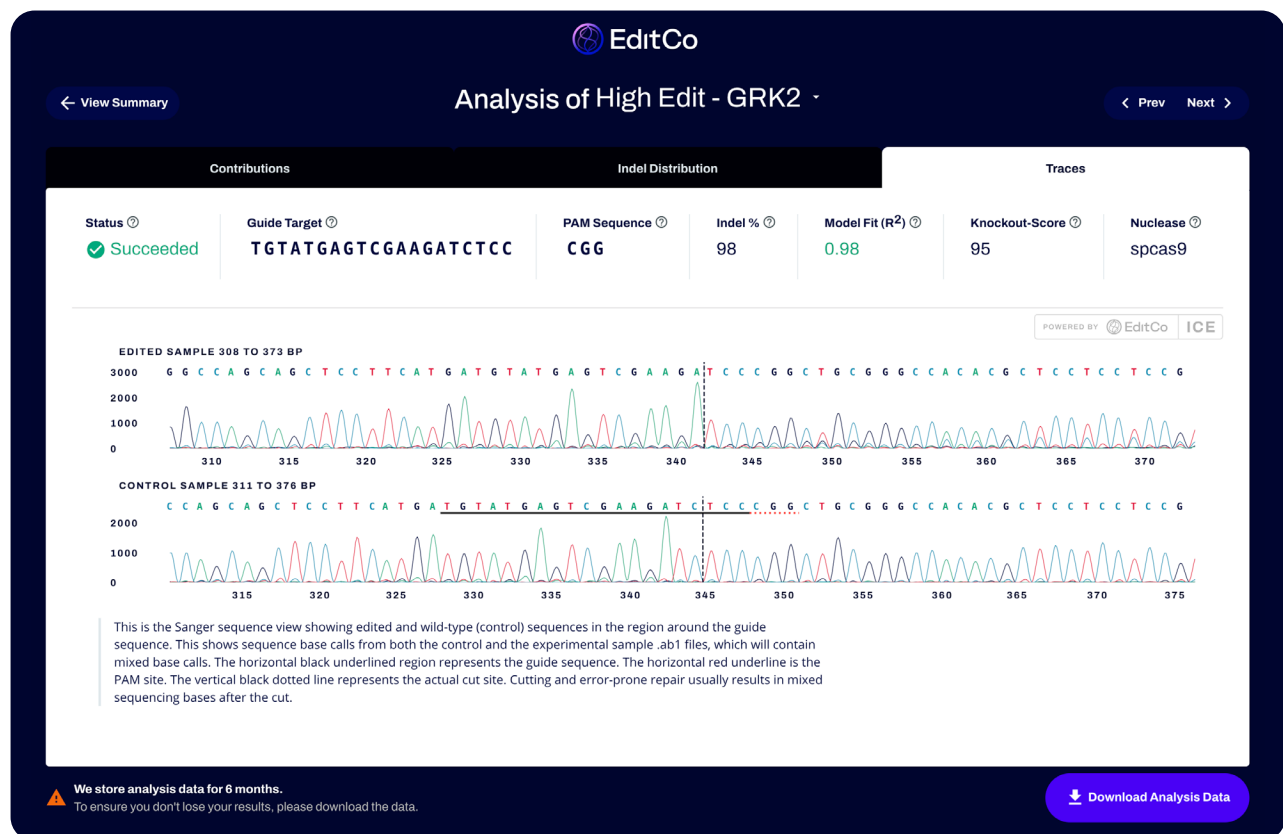 EditCo
View Summary
Analysis of High Edit - GRK2
Prev Next
Contributions
Indel Distribution
Traces
Status
Guide Target
PAM Sequence
Indel %
Model Fit (R2)
Knockout-Score
Nuclease
Succeeded
TGTATGAGTCGAAGATCTCC
CGG
98
0.98
95
spcas9
POWERED BY EditCo ICE
EDITED SAMPLE 308 TO 373 BP
3000
G G C C A G C A G C T C C T T C A T G A T G T A T G A G T C G A A G A T C C C G G C T G C G G G C C A C A C G C T C C T C C T C C G
2000
1000
0
310 315 320 325 330 335 340 345 350 355 360 365 370
CONTROL SAMPLE 311 TO 376 BP
C C A G C A G C T C C T T C A T G A T G T A T G A G T C G A A G A T C T C C C G G C T G C G G G C C A C A C G C T C C T C C T C C G
2000
1000
0
315 320 325 330 335 340 345 350 355 360 365 370 375
This is the Sanger sequence view showing edited and wild-type (control) sequences in the region around the guide
sequence. This shows sequence base calls from both the control and the experimental sample .ab1 files, which will contain
mixed base calls. The horizontal black underlined region represents the guide sequence. The horizontal red underline is the
PAM site. The vertical black dotted line represents the actual cut site. Cutting and error-prone repair usually results in mixed
sequencing bases after the cut.
We store analysis data for 6 months.
To ensure you don't lose your results, please download the data.
Download Analysis Data